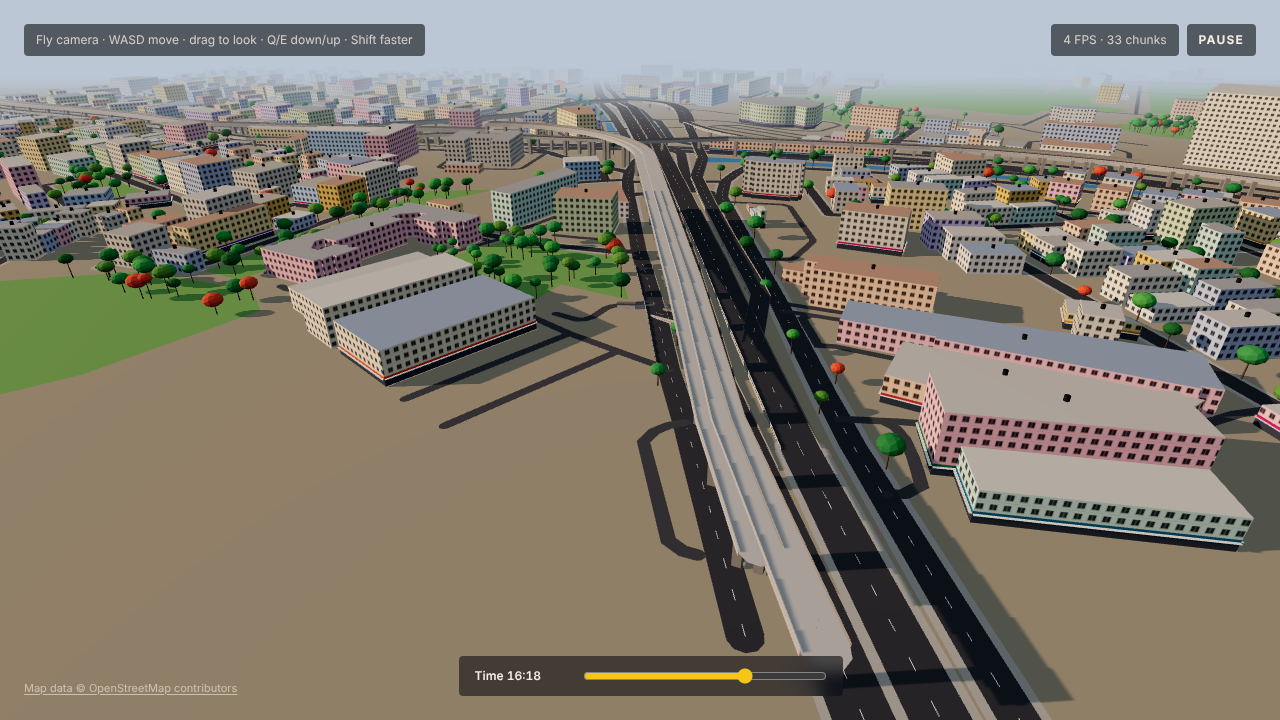 Fly camera · WASD move · drag to look · Q/E down/up · Shift faster
4 FPS · 33 chunks
PAUSE
Time 16:18
Map data © OpenStreetMap contributors